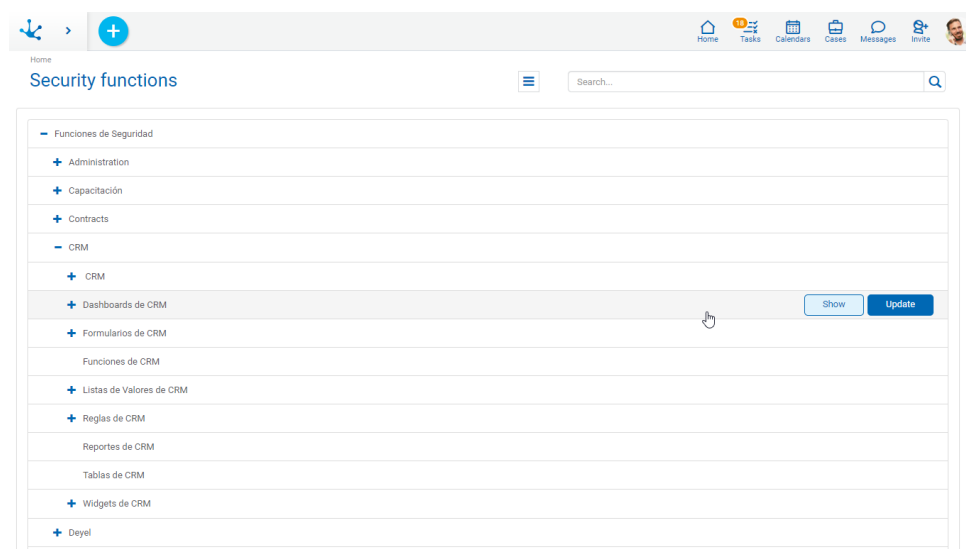 18
Home
Tasks
Calendars
Cases
Messages
Invite
Home
Security functions
Search...
Funciones de Seguridad
Administration
Capacitación
Contracts
CRM
CRM
Dashboards de CRM
Show
Update
Formularios de CRM
Funciones de CRM
Listas de Valores de CRM
Reglas de CRM
Reportes de CRM
Tablas de CRM
Widgets de CRM
Deyel